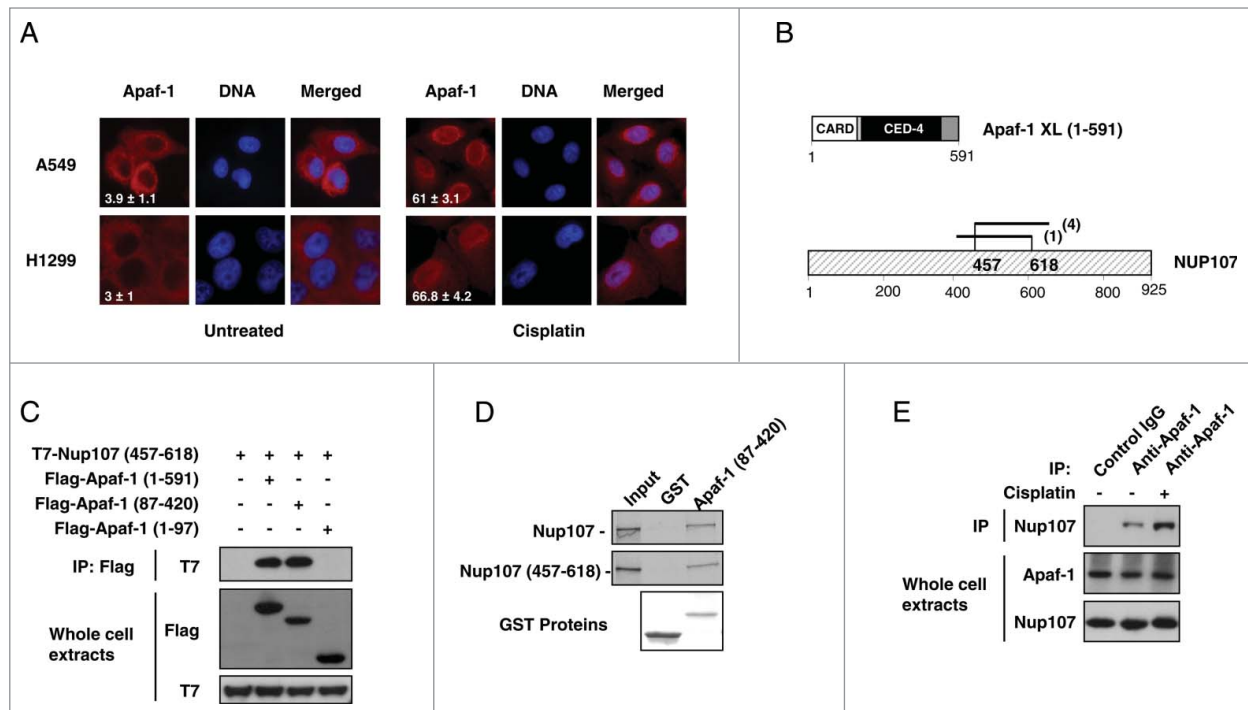 A
Apaf-1 DNA Merged Apaf-1 DNA Merged
A549
3.9 ± 1.1
61 ± 3.1
H1299
3 ± 1
66.8 ± 4.2
Untreated Cisplatin
B
CARD CED-4 Apaf-1 XL (1-591)
1 591
(4)
(1)
457 618 NUP107
1 200 400 600 800 925
C
T7-Nup107 (457-618) + + + +
Flag-Apaf-1 (1-591) - + - -
Flag-Apaf-1 (87-420) - - + -
Flag-Apaf-1 (1-97) - - - +
IP: Flag T7
Whole cell extracts Flag
T7
D
Input GST Apaf-1 (87-420)
Nup107 -
Nup107 (457-618) -
GST Proteins
E
IP: Control IgG Anti-Apaf-1 Anti-Apaf-1
Cisplatin - - +
IP Nup107
Whole cell extracts Apaf-1
Nup107